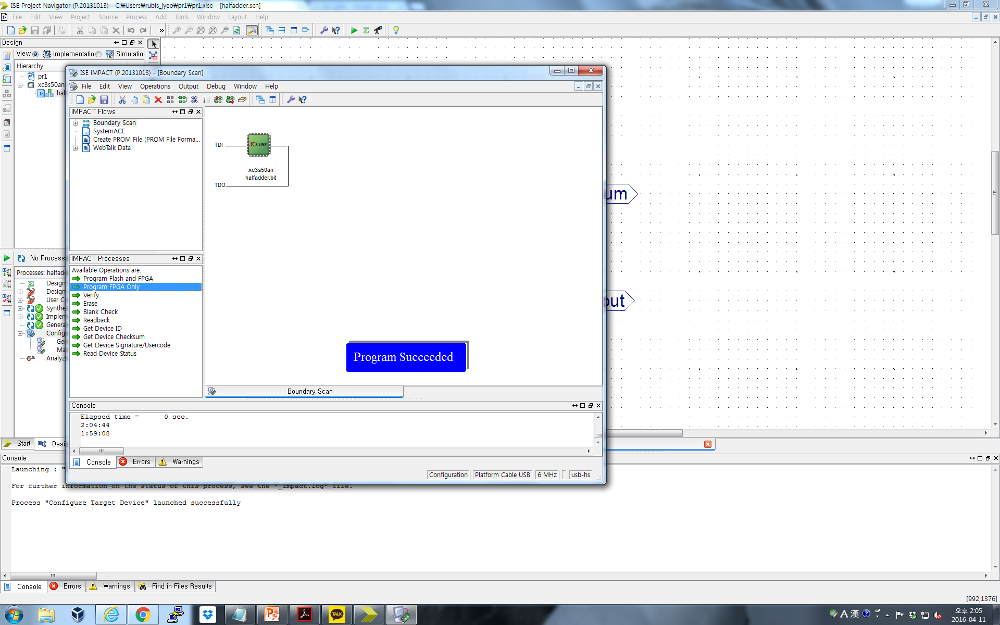 ISE Project Navigator (P.20131013) - C:₩Users₩rubis_jyeo₩pr1₩pr1.xise - [halfadder.sch]
File Edit View Project Source Process Add Tools Window Layout Help
Design
View Implementatio Simulation
Hierarchy
pr1
xc3s50an
hal
No Process
Processes: halfad
Design
Design
User C
Synthe
Implen
Genera
Config
Ge
Ma
Analyz
Start Desi
ISE iMPACT (P.20131013) - [Boundary Scan]
File Edit View Operations Output Debug Window Help
iMPACT Flows
Boundary Scan
SystemACE
Create PROM File (PROM File Forma...
WebTalk Data
iMPACT Processes
Available Operations are:
Program Flash and FPGA
Program FPGA Only
Verify
Erase
Blank Check
Readback
Get Device ID
Get Device Checksum
Get Device Signature/Usercode
Read Device Status
TDI
XILINX
xc3s50an
halfadder.bit
TDO
Program Succeeded
Boundary Scan
Console
Elapsed time = 0 sec.
2:04:44
1:59:08
Console Errors Warnings
Configuration Platform Cable USB 6 MHz usb-hs
um
out
Console
Launching : "
For further information on the status of this process, see the "_impact.log" file.
Process "Configure Target Device" launched successfully
Console Errors Warnings Find in Files Results
[992,1376]
TALK
A 漢
오후 2:05
2016-04-11